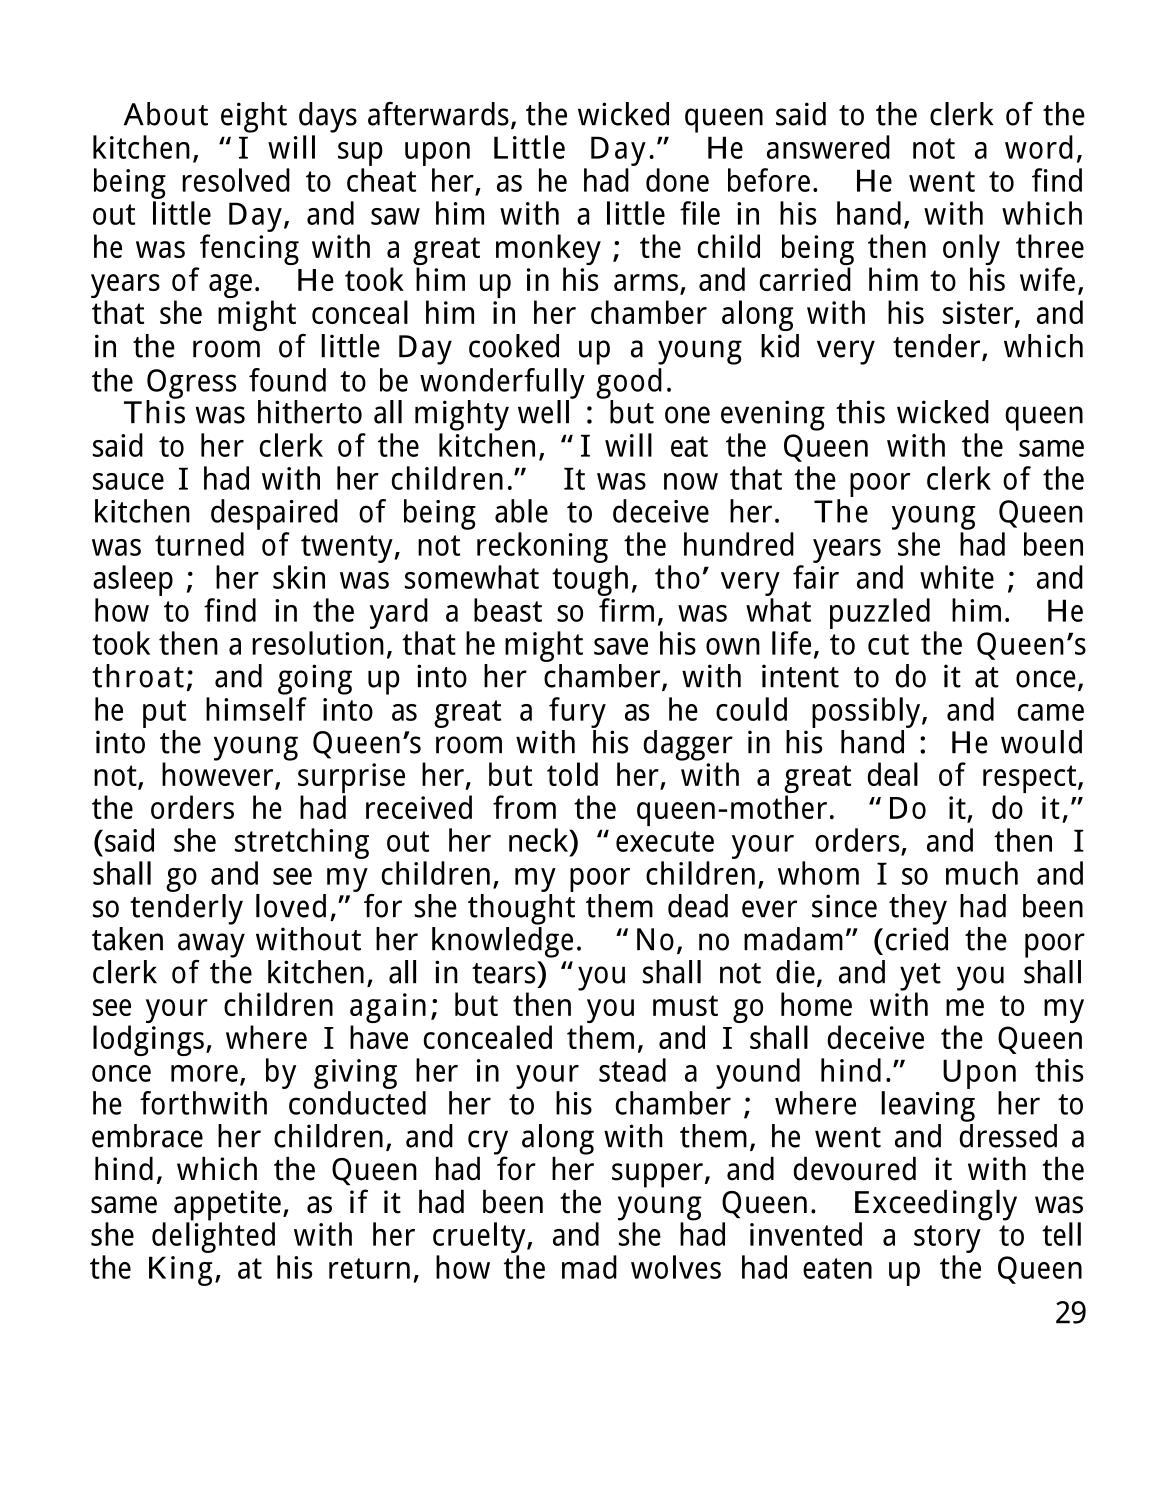 About eight days afterwards, the wicked queen said to the clerk of the
kitchen, “I will sup upon Little Day.” He answered not a word,
being resolved to cheat her, as he had done before. He went to find
out little Day, and saw him with a little file in his hand, with which
he was fencing with a great monkey ; the child being then only three
years of age. He took him up in his arms, and carried him to his wife,
that she might conceal him in her chamber along with his sister, and
in the room of little Day cooked up a young kid very tender, which
the Ogress found to be wonderfully good.
This was hitherto all mighty well : but one evening this wicked queen
said to her clerk of the kitchen, “I will eat the Queen with the same
sauce I had with her children.” It was now that the poor clerk of the
kitchen despaired of being able to deceive her. The young Queen
was turned of twenty, not reckoning the hundred years she had been
asleep ; her skin was somewhat tough, tho’ very fair and white ; and
how to find in the yard a beast so firm, was what puzzled him. He
took then a resolution, that he might save his own life, to cut the Queen’s
throat; and going up into her chamber, with intent to do it at once,
he put himself into as great a fury as he could possibly, and came
into the young Queen’s room with his dagger in his hand : He would
not, however, surprise her, but told her, with a great deal of respect,
the orders he had received from the queen-mother. “Do it, do it,”
(said she stretching out her neck) “execute your orders, and then I
shall go and see my children, my poor children, whom I so much and
so tenderly loved,” for she thought them dead ever since they had been
taken away without her knowledge. “No, no madam” (cried the poor
clerk of the kitchen, all in tears) “you shall not die, and yet you shall
see your children again; but then you must go home with me to my
lodgings, where I have concealed them, and I shall deceive the Queen
once more, by giving her in your stead a yound hind.” Upon this
he forthwith conducted her to his chamber ; where leaving her to
embrace her children, and cry along with them, he went and dressed a
hind, which the Queen had for her supper, and devoured it with the
same appetite, as if it had been the young Queen. Exceedingly was
she delighted with her cruelty, and she had invented a story to tell
the King, at his return, how the mad wolves had eaten up the Queen
29